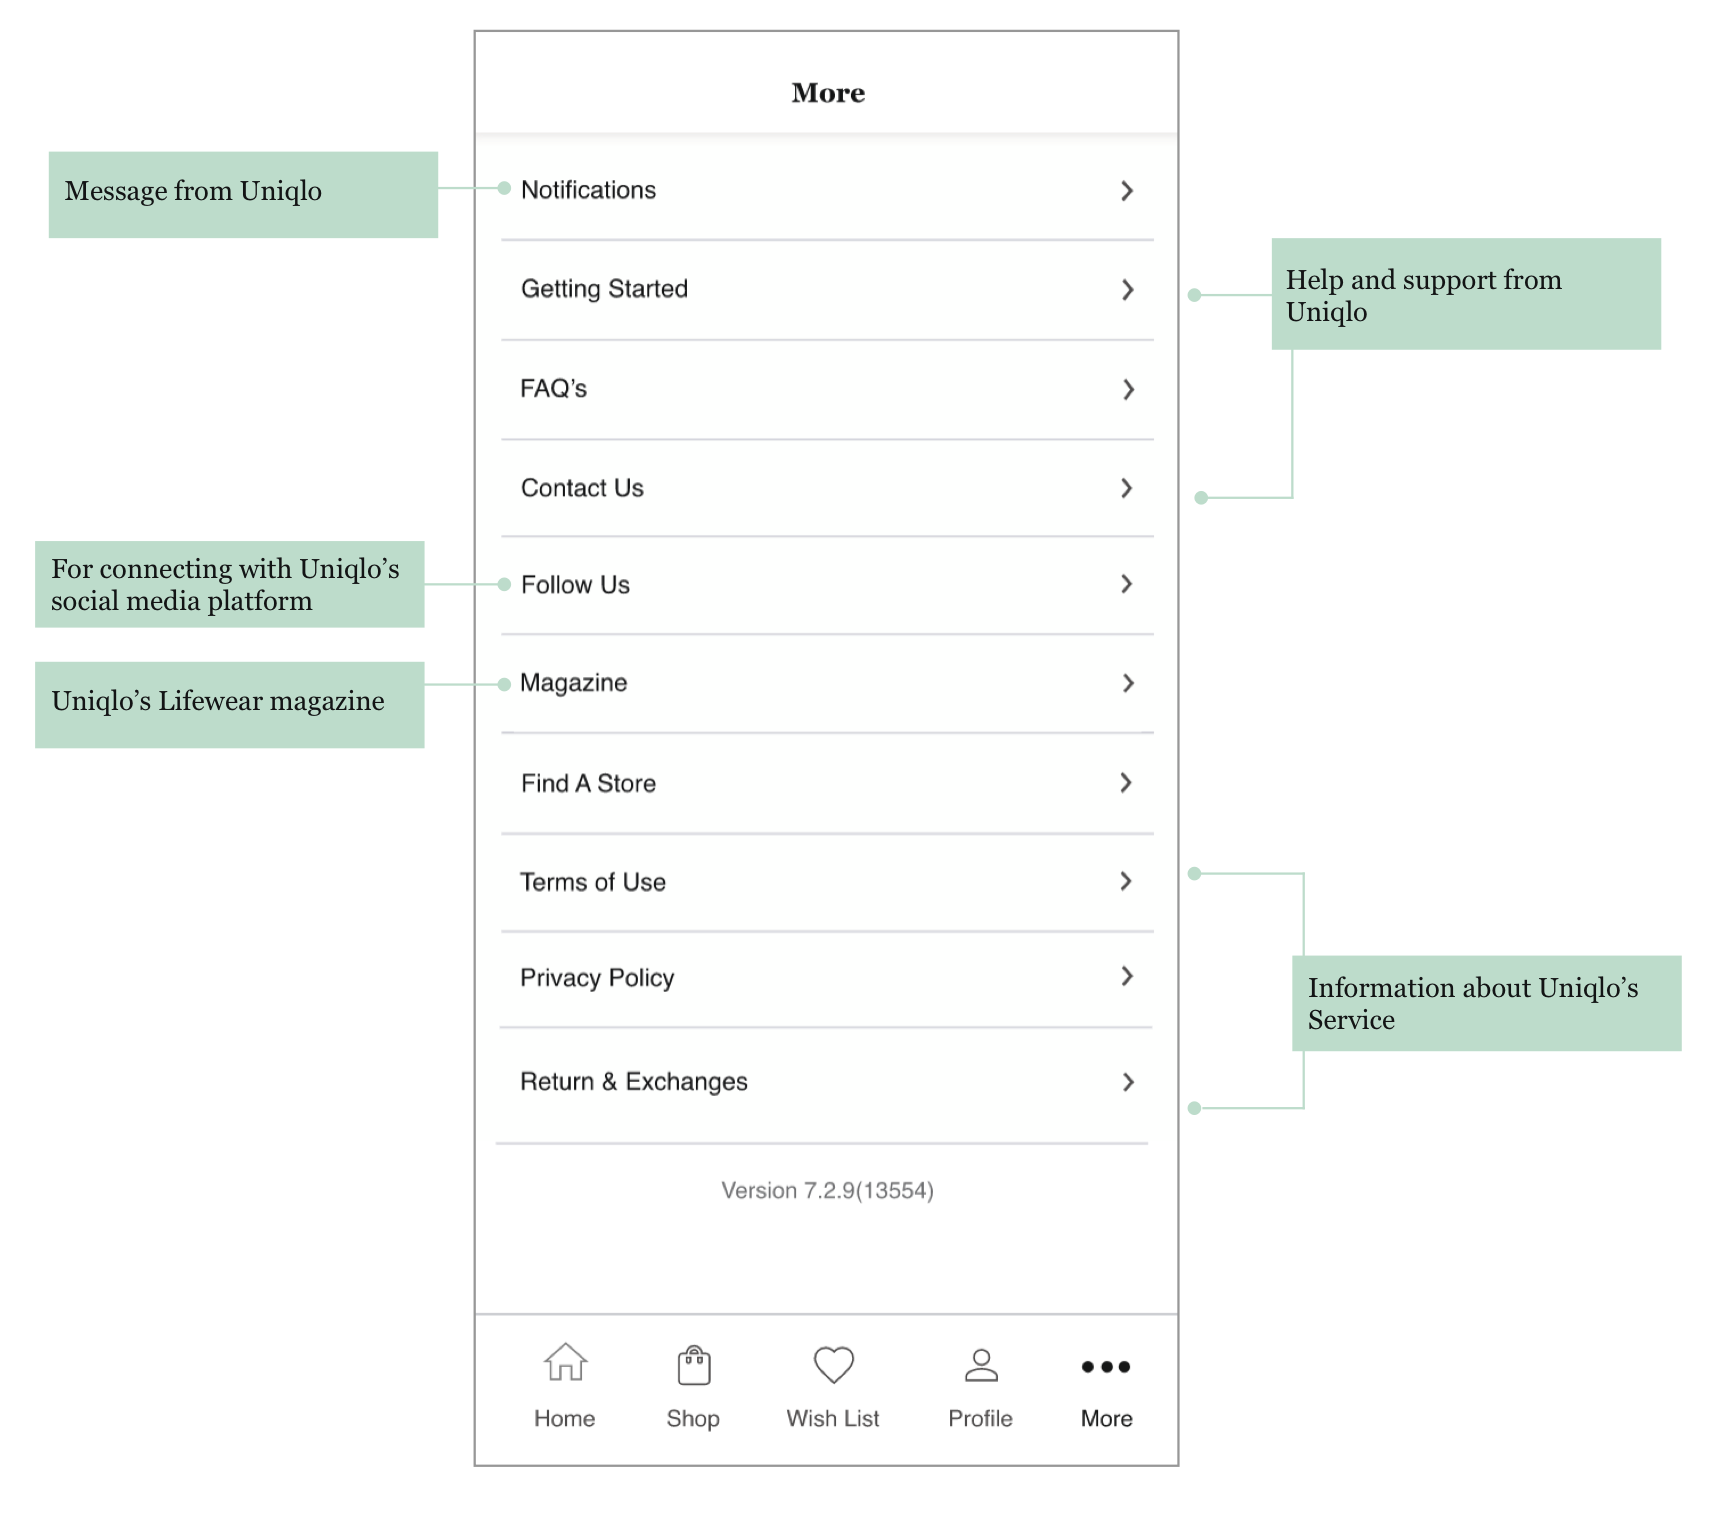 More
Message from Uniqlo
Notifications
Getting Started
Help and support from
Uniqlo
FAQ’s
Contact Us
For connecting with Uniqlo’s
social media platform
Follow Us
Uniqlo’s Lifewear magazine
Magazine
Find A Store
Terms of Use
Privacy Policy
Information about Uniqlo’s
Service
Return & Exchanges
Version 7.2.9(13554)
Home Shop Wish List Profile More